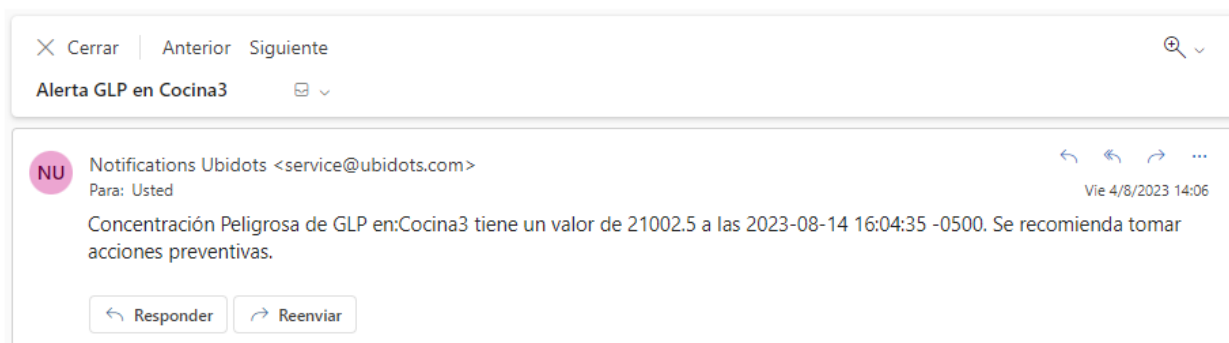 Cerrar Anterior Siguiente
Alerta GLP en Cocina3
NU
Notifications Ubidots <service@ubidots.com>
Para: Usted
Vie 4/8/2023 14:06
Concentración Peligrosa de GLP en:Cocina3 tiene un valor de 21002.5 a las 2023-08-14 16:04:35 -0500. Se recomienda tomar
acciones preventivas.
Responder Reenviar